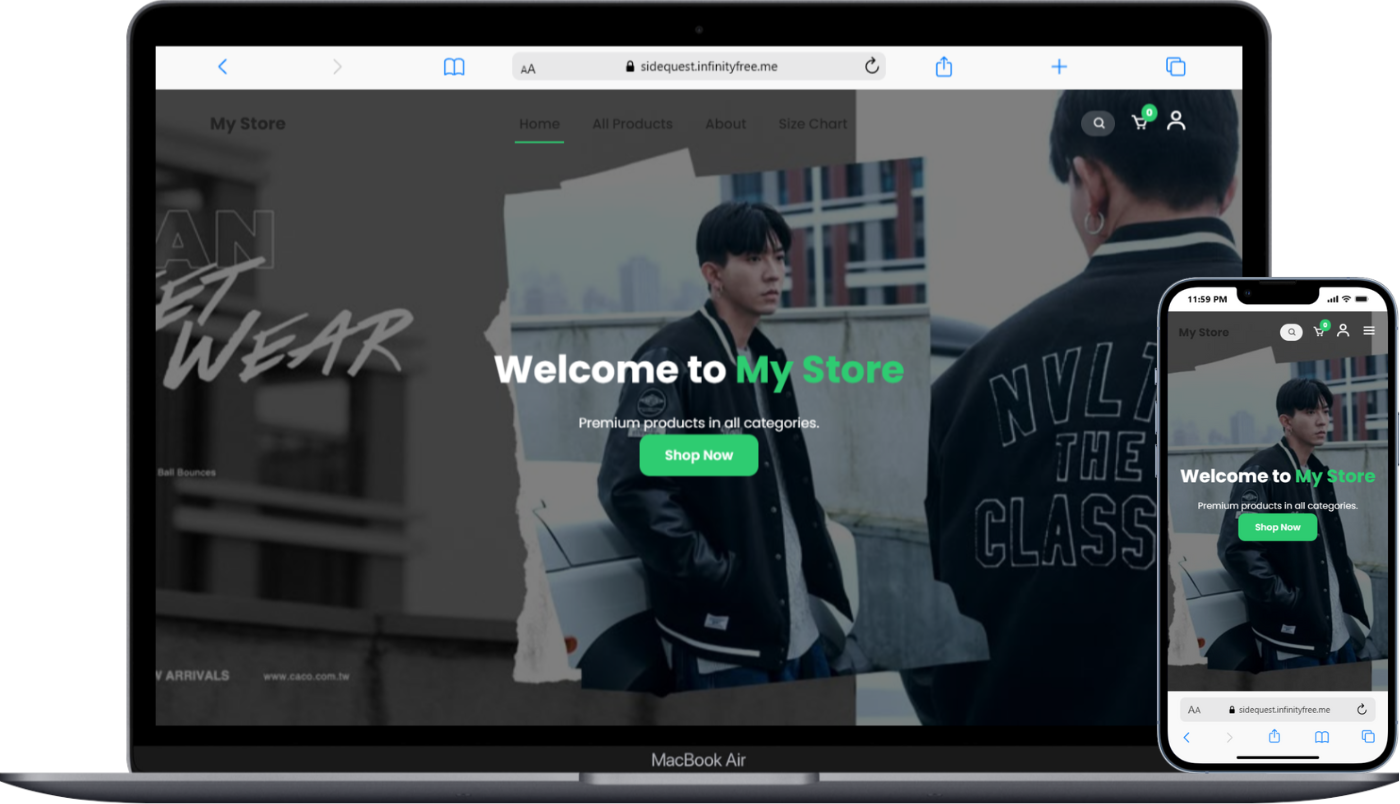 AA sidequest.infinityfree.me
My Store Home All Products About Size Chart 0
AN
ET
WEAR
Welcome to My Store
Premium products in all categories.
Shop Now
Ball Bounces
ARRIVALS www.caco.com.tw
THE
CLASS
MacBook Air
11:59 PM
My Store 0
Welcome to My Store
Premium products in all categories.
Shop Now
AA sidequest.infinityfree.me